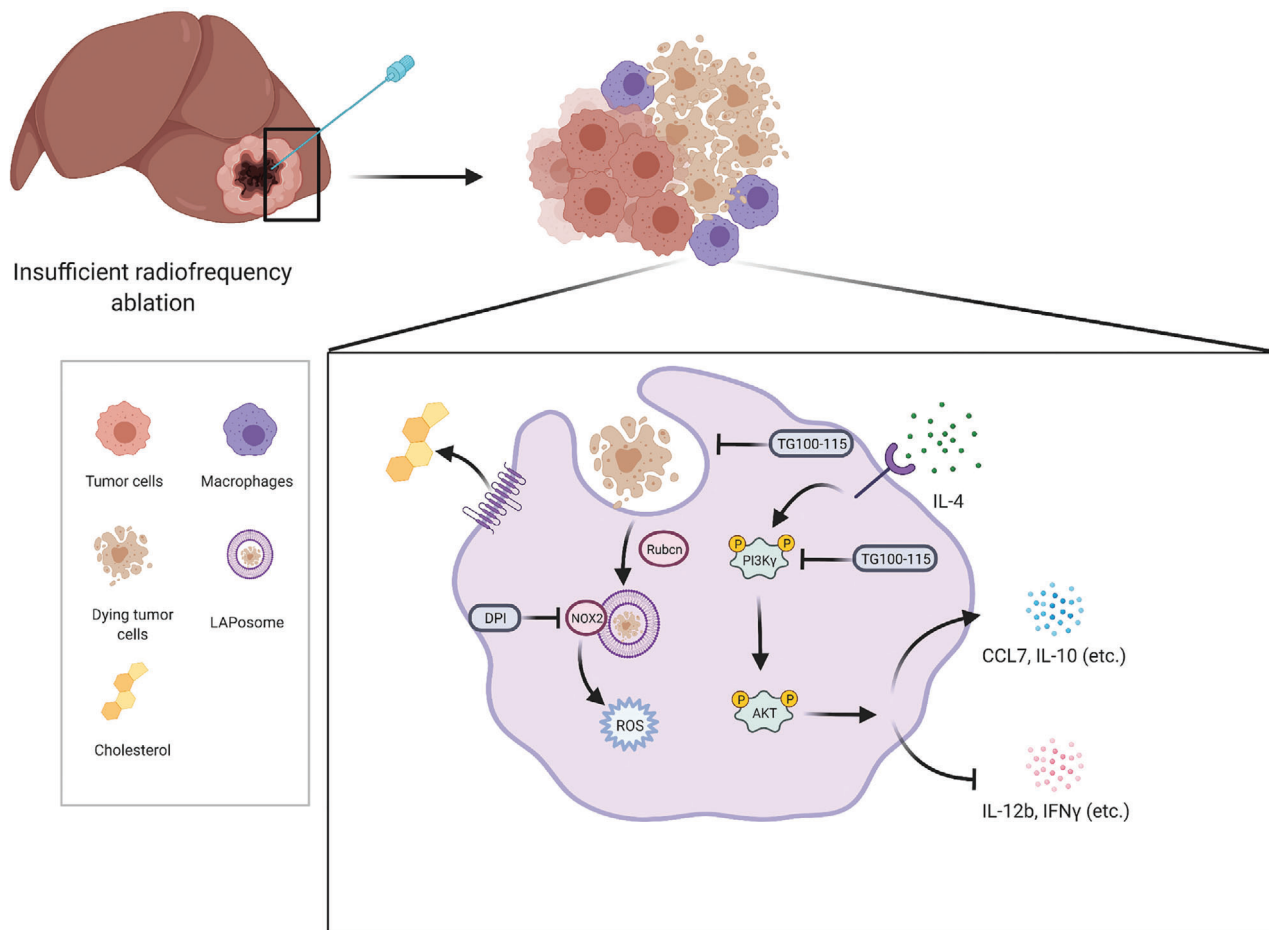 Insufficient radiofrequency
ablation
Tumor cells
Macrophages
Dying tumor
cells
LAPosome
Cholesterol
TG100-115
IL-4
Rubcn
P
P
PI3Kγ
TG100-115
DPI
NOX2
ROS
P
P
AKT
CCL7, IL-10 (etc.)
IL-12b, IFNγ (etc.)